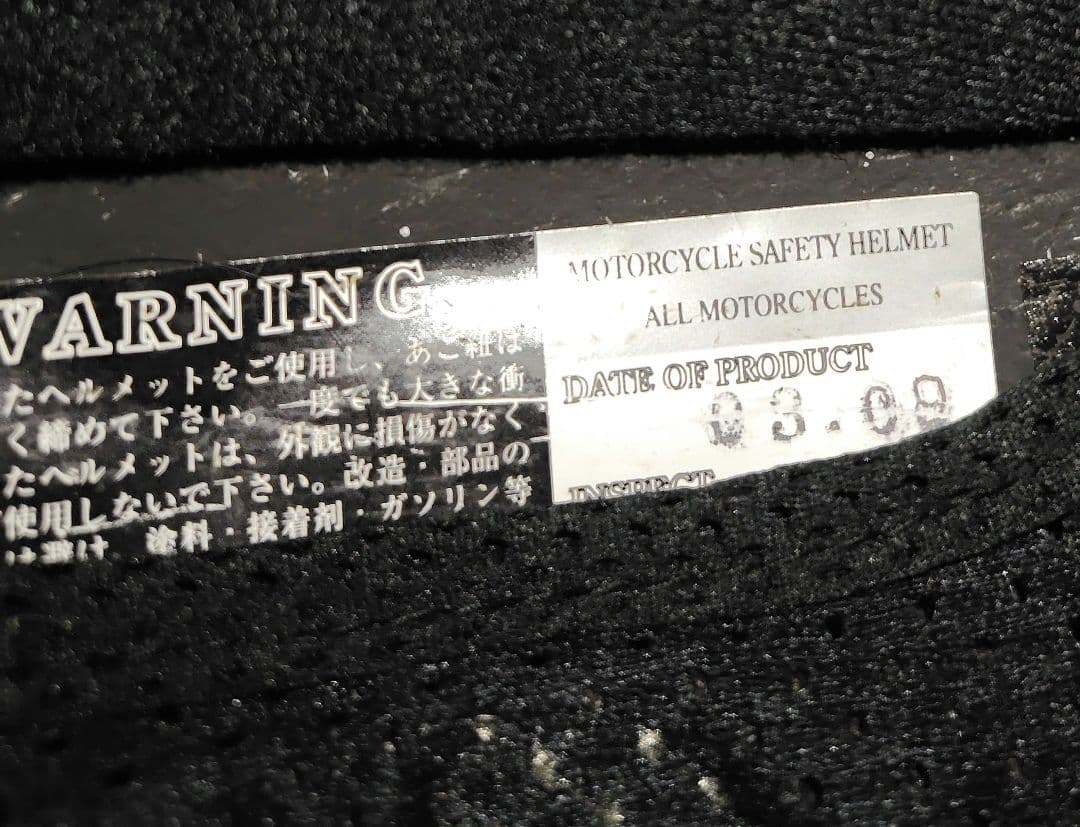 WARNING
たヘルメットをご使用し、あご紐は
く締めて下さい。一度でも大きな衝
たヘルメットは、外観に損傷がなく
使用しないで下さい。改造・部品の
は避け 塗料・接着剤・ガソリン等
MOTORCYCLE SAFETY HELMET
ALL MOTORCYCLES
DATE OF PRODUCT
03.09
INSPECT